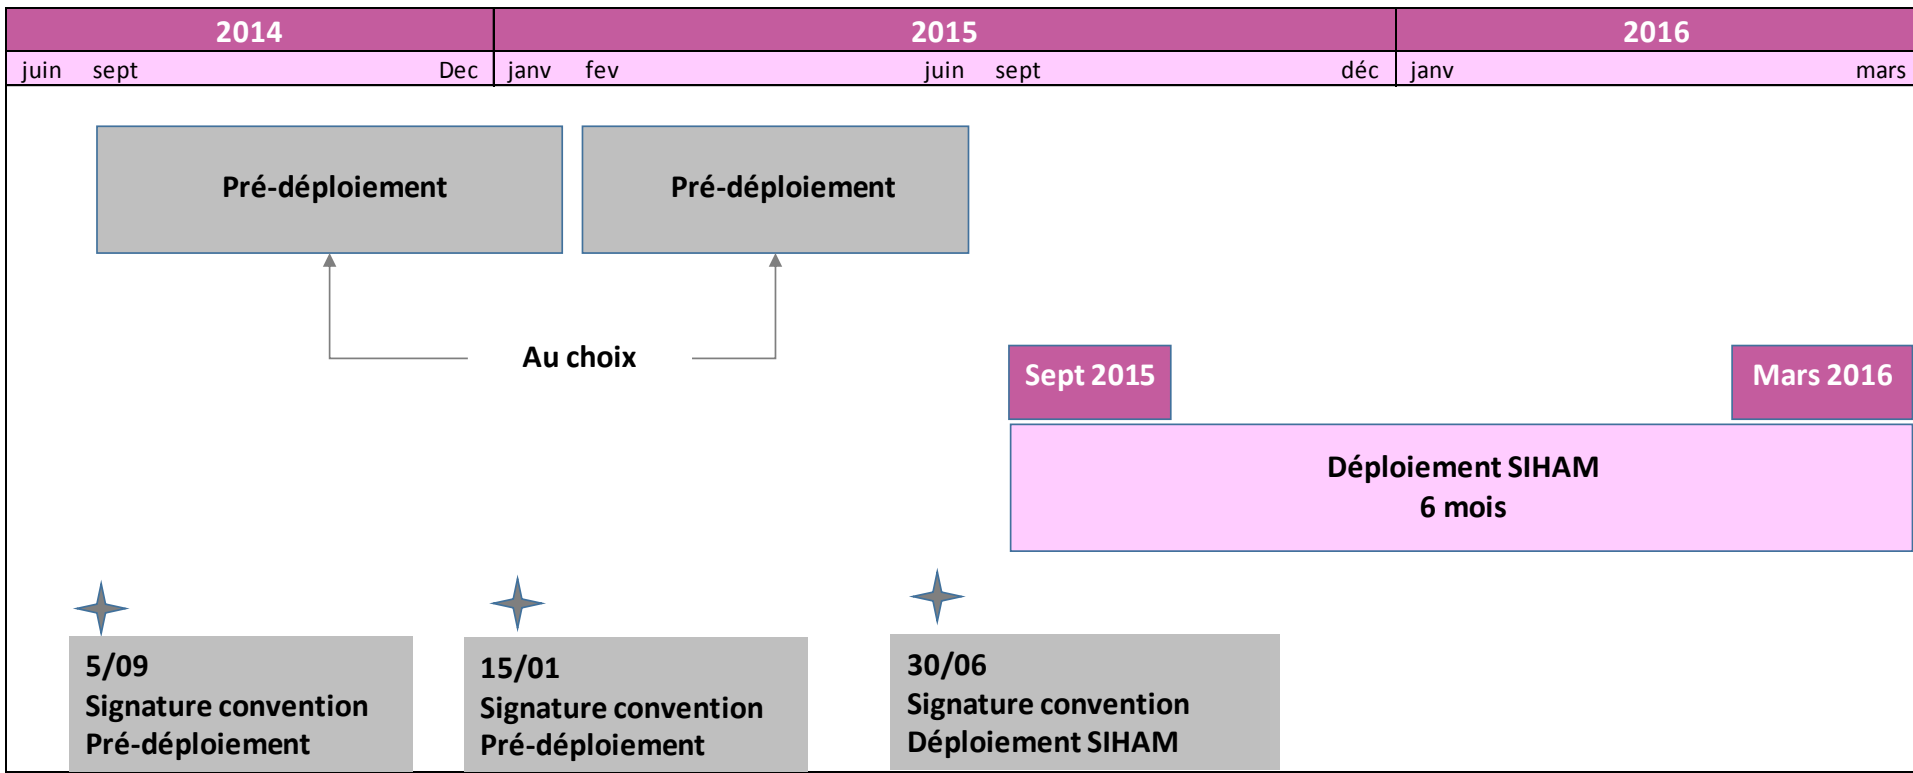 2014 2015 2016
juin sept Dec janv fev juin sept déc janv mars
Pré-déploiement Pré-déploiement
Au choix
Sept 2015 Mars 2016
Déploiement SIHAM
6 mois
5/09
Signature convention
Pré-déploiement
15/01
Signature convention
Pré-déploiement
30/06
Signature convention
Déploiement SIHAM